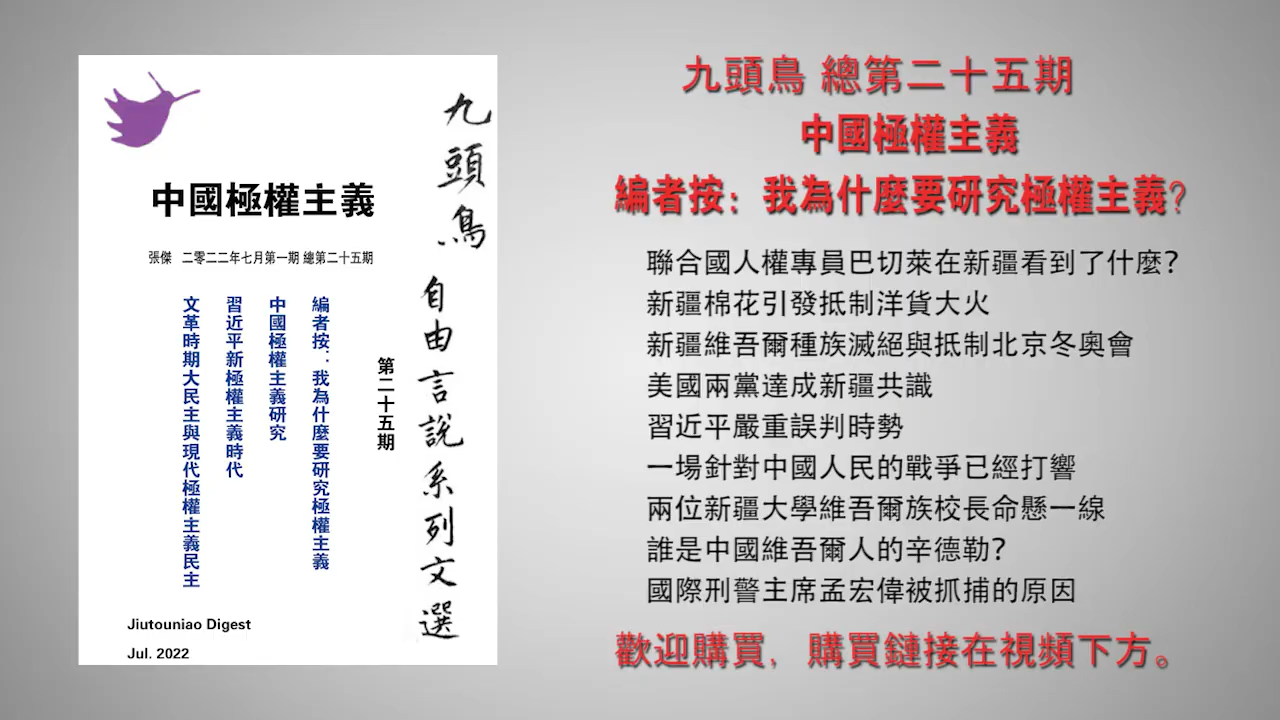 九頭鳥 自由言說系列文選
中國極權主義
張傑 二零二二年七月第一期 總第二十五期
第二十五期
編者按：我為什麼要研究極權主義
中國極權主義研究
習近平新極權主義時代
文革時期大民主與現代極權主義民主
Jiutouniao Digest
Jul. 2022
九頭鳥 總第二十五期
中國極權主義
編者按：我為什麼要研究極權主義？
聯合國人權專員巴切萊在新疆看到了什麼？
新疆棉花引發抵制洋貨大火
新疆維吾爾種族滅絕與抵制北京冬奧會
美國兩黨達成新疆共識
習近平嚴重誤判時勢
一場針對中國人民的戰爭已經打響
兩位新疆大學維吾爾族校長命懸一線
誰是中國維吾爾人的辛德勒？
國際刑警主席孟宏偉被抓捕的原因
歡迎購買，購買鏈接在視頻下方。